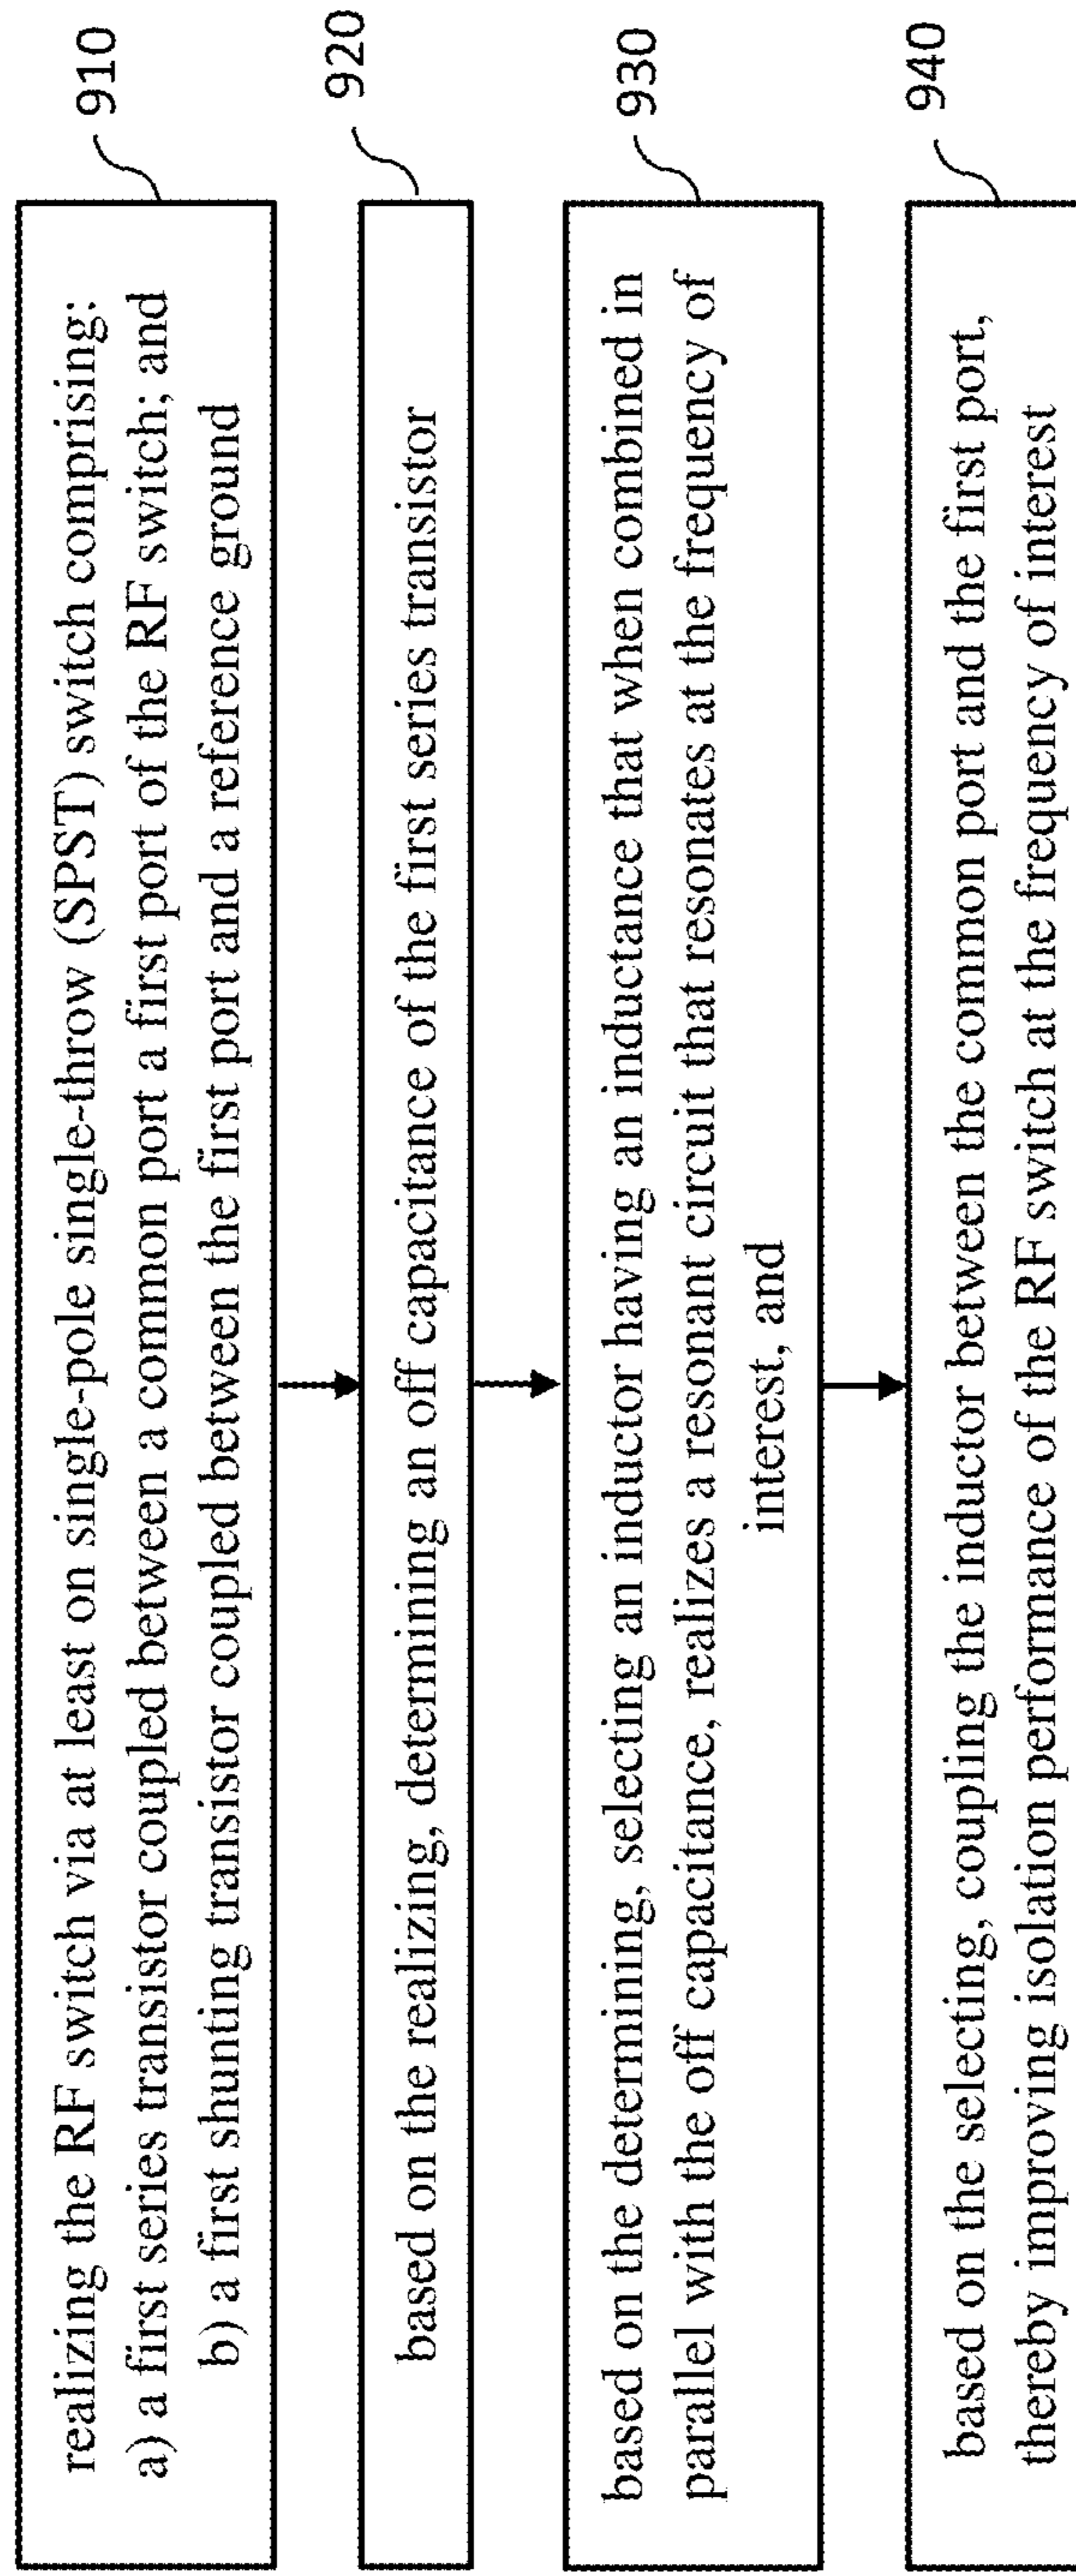 realizing the RF switch via at least on single-pole single-throw (SPST) switch comprising:
a) a first series transistor coupled between a common port a first port of the RF switch; and
b) a first shunting transistor coupled between the first port and a reference ground
910
based on the realizing, determining an off capacitance of the first series transistor
920
based on the determining, selecting an inductor having an inductance that when combined in
parallel with the off capacitance, realizes a resonant circuit that resonates at the frequency of
interest, and
930
based on the selecting, coupling the inductor between the common port and the first port,
thereby improving isolation performance of the RF switch at the frequency of interest
940